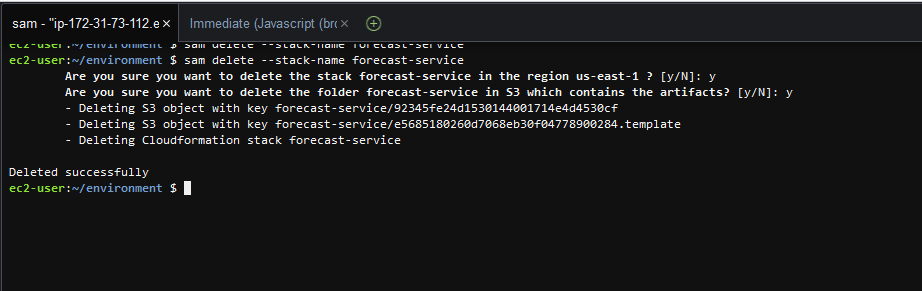 sam - "ip-172-31-73-112.e ×
Immediate (Javascript (bro ×
ec2-user:~/environment $ sam delete --stack-name forecast-service
ec2-user:~/environment $ sam delete --stack-name forecast-service
Are you sure you want to delete the stack forecast-service in the region us-east-1 ? [y/N]: y
Are you sure you want to delete the folder forecast-service in S3 which contains the artifacts? [y/N]: y
- Deleting S3 object with key forecast-service/92345fe24d1530144001714e4d4530cf
- Deleting S3 object with key forecast-service/e5685180260d7068eb30f04778900284.template
- Deleting Cloudformation stack forecast-service
Deleted successfully
ec2-user:~/environment $